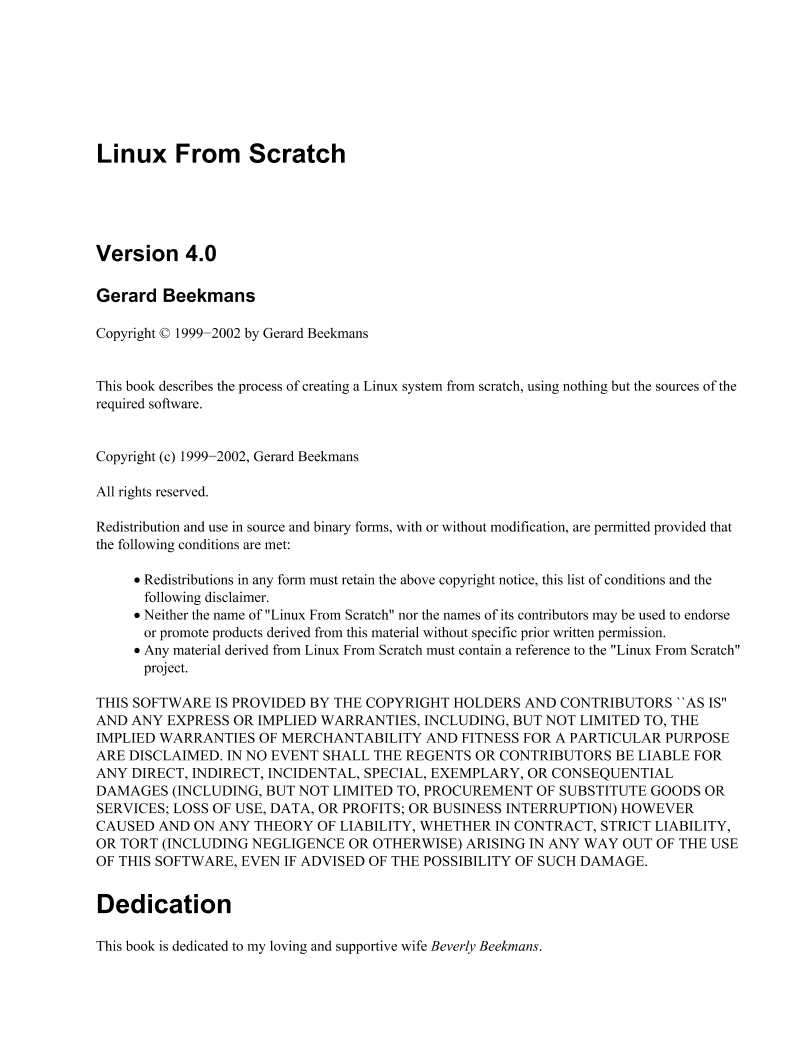 Linux From Scratch
Version 4.0
Gerard Beekmans
Copyright © 1999−2002 by Gerard Beekmans
This book describes the process of creating a Linux system from scratch, using nothing but the sources of the
required software.
Copyright (c) 1999−2002, Gerard Beekmans
All rights reserved.
Redistribution and use in source and binary forms, with or without modification, are permitted provided that
the following conditions are met:
• Redistributions in any form must retain the above copyright notice, this list of conditions and the
following disclaimer.
• Neither the name of "Linux From Scratch" nor the names of its contributors may be used to endorse
or promote products derived from this material without specific prior written permission.
• Any material derived from Linux From Scratch must contain a reference to the "Linux From Scratch"
project.
THIS SOFTWARE IS PROVIDED BY THE COPYRIGHT HOLDERS AND CONTRIBUTORS ``AS IS''
AND ANY EXPRESS OR IMPLIED WARRANTIES, INCLUDING, BUT NOT LIMITED TO, THE
IMPLIED WARRANTIES OF MERCHANTABILITY AND FITNESS FOR A PARTICULAR PURPOSE
ARE DISCLAIMED. IN NO EVENT SHALL THE REGENTS OR CONTRIBUTORS BE LIABLE FOR
ANY DIRECT, INDIRECT, INCIDENTAL, SPECIAL, EXEMPLARY, OR CONSEQUENTIAL
DAMAGES (INCLUDING, BUT NOT LIMITED TO, PROCUREMENT OF SUBSTITUTE GOODS OR
SERVICES; LOSS OF USE, DATA, OR PROFITS; OR BUSINESS INTERRUPTION) HOWEVER
CAUSED AND ON ANY THEORY OF LIABILITY, WHETHER IN CONTRACT, STRICT LIABILITY,
OR TORT (INCLUDING NEGLIGENCE OR OTHERWISE) ARISING IN ANY WAY OUT OF THE USE
OF THIS SOFTWARE, EVEN IF ADVISED OF THE POSSIBILITY OF SUCH DAMAGE.
Dedication
This book is dedicated to my loving and supportive wife Beverly Beekmans.